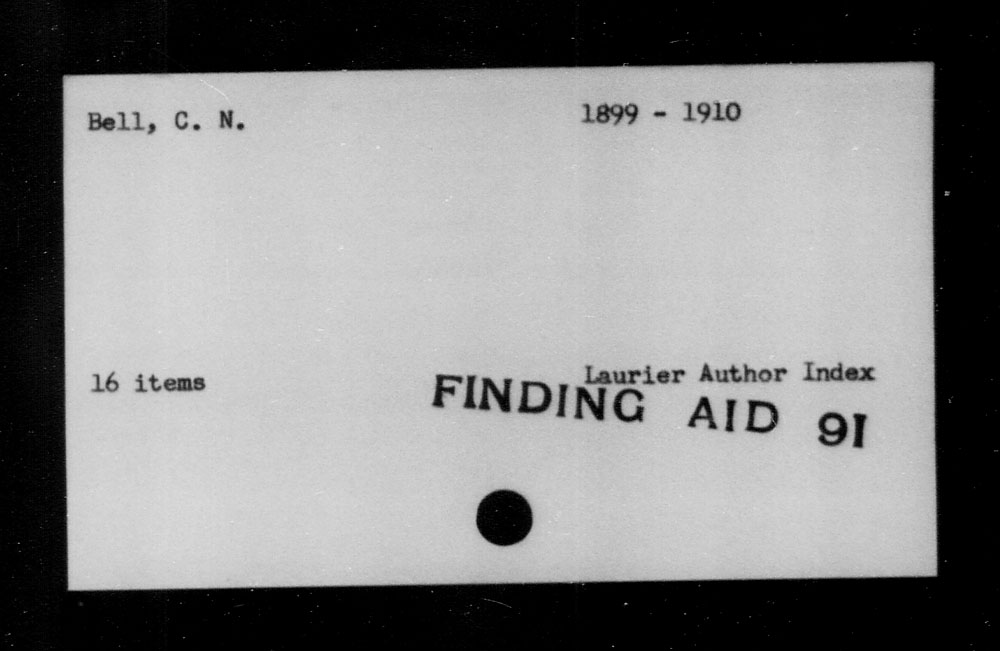 Bell, C. N. 1899 - 1910
16 items Laurier Author Index
FINDING AID 91